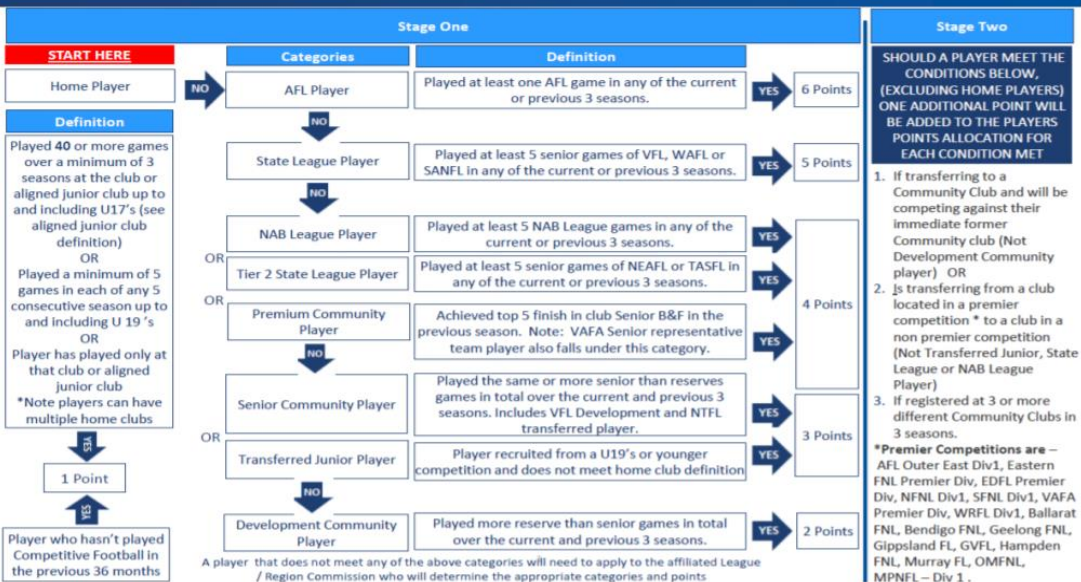 Stage One
START HERE
Home Player
Definition
Played 40 or more games
over a minimum of 3
seasons at the club or
aligned junior club up to
and including U17's (see
aligned junior club
definition)
OR
Played a minimum of 5
games in each of any 5
consecutive season up to
and including U 19 's
OR
Player has played only at
that club or aligned
junior club
*Note players can have
multiple home clubs
YES
1 Point
YES
Player who hasn't played
Competitive Football in
the previous 36 months
NO
Categories
Definition
AFL Player
Played at least one AFL game in any of the current
or previous 3 seasons.
YES
6 Points
NO
State League Player
Played at least 5 senior games of VFL, WAFL or
SANFL in any of the current or previous 3 seasons.
YES
5 Points
NO
NAB League Player
Played at least 5 NAB League games in any of the
current or previous 3 seasons.
YES
OR
Tier 2 State League Player
Played at least 5 senior games of NEAFL or TASFL in
any of the current or previous 3 seasons.
YES
4 Points
OR
Premium Community
Player
Achieved top 5 finish in club Senior B&F in the
previous season. Note: VAFA Senior representative
team player also falls under this category.
YES
NO
Senior Community Player
Played the same or more senior than reserves
games in total over the current and previous 3
seasons. Includes VFL Development and NTFL
transferred player.
YES
3 Points
OR
Transferred Junior Player
Player recruited from a U19's or younger
competition and does not meet home club definition
YES
NO
Development Community
Player
Played more reserve than senior games in total
over the current and previous 3 seasons.
YES
2 Points
A player that does not meet any of the above categories will need to apply to the affiliated League
/ Region Commission who will determine the appropriate categories and points
Stage Two
SHOULD A PLAYER MEET THE
CONDITIONS BELOW,
(EXCLUDING HOME PLAYERS)
ONE ADDITIONAL POINT WILL
BE ADDED TO THE PLAYERS
POINTS ALLOCATION FOR
EACH CONDITION MET
1. If transferring to a
Community Club and will be
competing against their
immediate former
Community club (Not
Development Community
player) OR
2. Is transferring from a club
located in a premier
competition * to a club in a
non premier competition
(Not Transferred Junior, State
League or NAB League
Player)
3. If registered at 3 or more
different Community Clubs in
3 seasons.
*Premier Competitions are –
AFL Outer East Div1, Eastern
FNL Premier Div, EDFL Premier
Div, NFNL Div1, SFNL Div1, VAFA
Premier Div, WRFL Div1, Ballarat
FNL, Bendigo FNL, Geelong FNL,
Gippsland FL, GVFL, Hampden
FNL, Murray FL, OMFNL,
MPNFL – Div 1 .